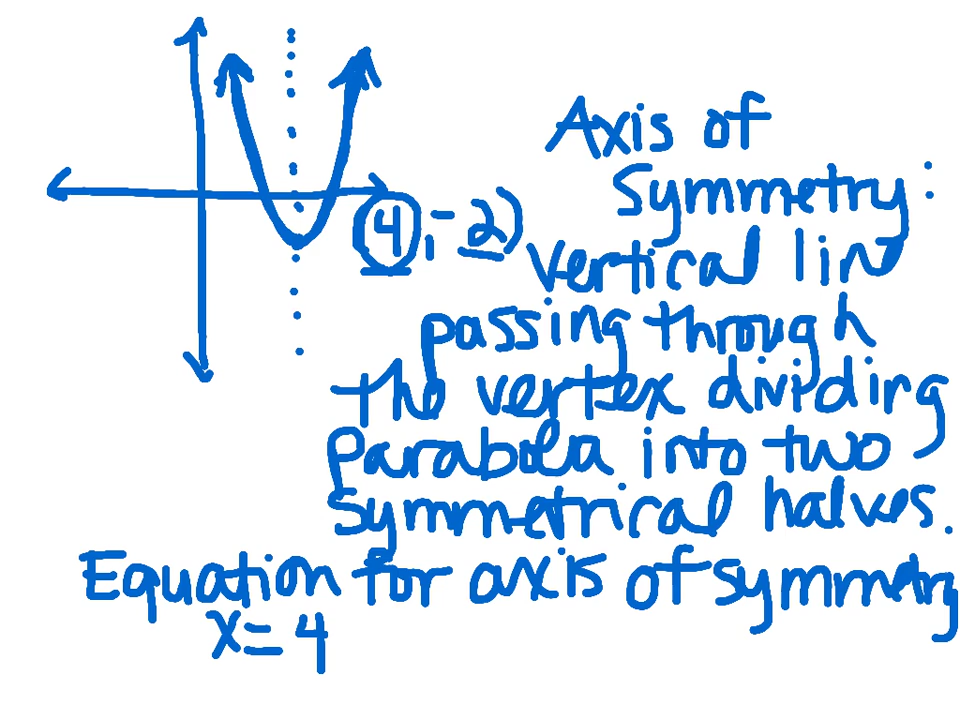 Axis of
Symmetry:
(4, -2)
vertical line
passing through
the vertex dividing
parabola into two
symmetrical halves.
Equation for axis of symmetry
x = 4